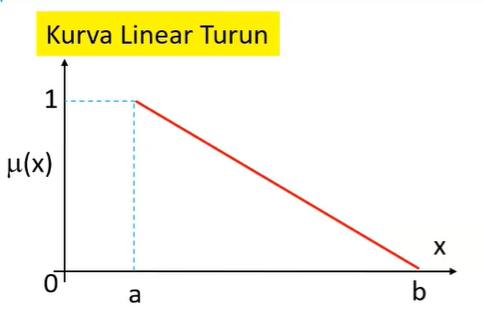 Kurva Linear Turun
1
μ(x)
x
0
a
b